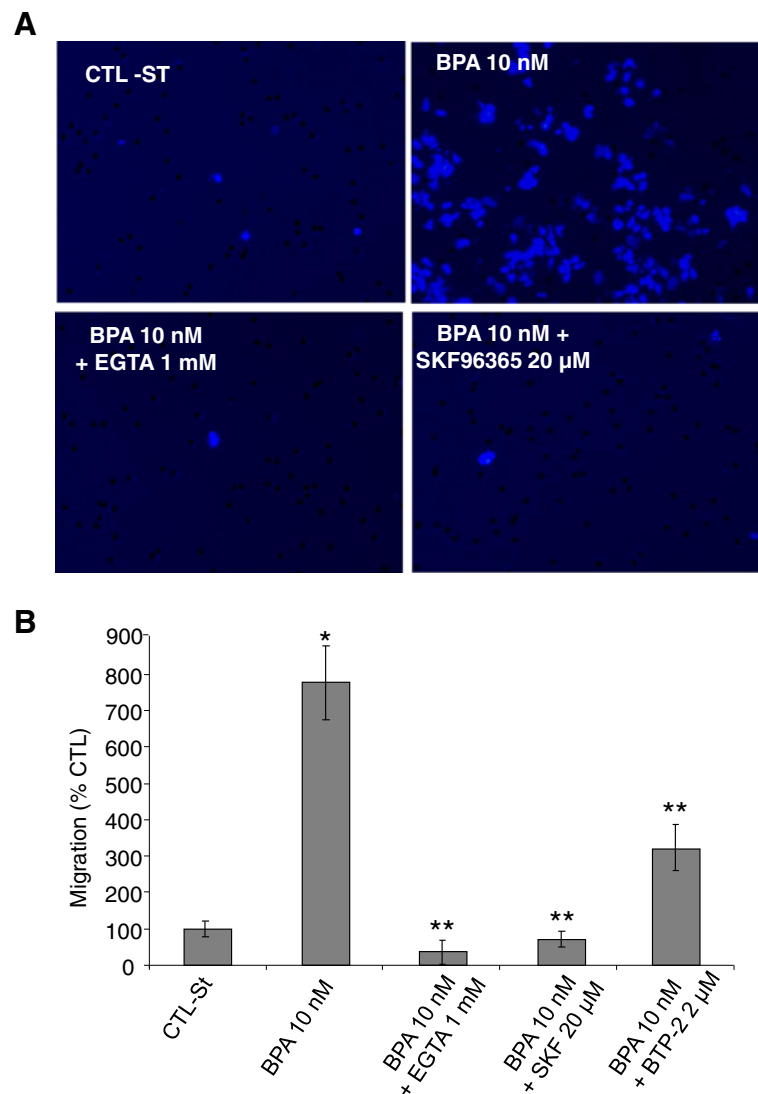 A
CTL -ST
BPA 10 nM
BPA 10 nM
+ EGTA 1 mM
BPA 10 nM +
SKF96365 20 µM
B
Migration (% CTL)
900
800
700
600
500
400
300
200
100
0
*
**
**
**
CTL-St
BPA 10 nM
BPA 10 nM
+ EGTA 1 mM
BPA 10 nM
+ SKF 20 µM
BPA 10 nM
+ BTP-2 2 µM